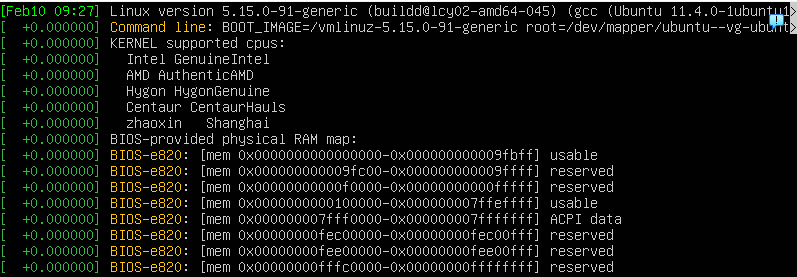 [Feb10 09:27] Linux version 5.15.0-91-generic (buildd@lcy02-amd64-045) (gcc (Ubuntu 11.4.0-1ubuntu1>
[  +0.000000] Command line: BOOT_IMAGE=/vmlinuz-5.15.0-91-generic root=/dev/mapper/ubuntu--vg-ubunt>
[  +0.000000] KERNEL supported cpus:
[  +0.000000]   Intel GenuineIntel
[  +0.000000]   AMD AuthenticAMD
[  +0.000000]   Hygon HygonGenuine
[  +0.000000]   Centaur CentaurHauls
[  +0.000000]   zhaoxin   Shanghai
[  +0.000000] BIOS-provided physical RAM map:
[  +0.000000] BIOS-e820: [mem 0x0000000000000000-0x000000000009fbff] usable
[  +0.000000] BIOS-e820: [mem 0x000000000009fc00-0x000000000009ffff] reserved
[  +0.000000] BIOS-e820: [mem 0x00000000000f0000-0x00000000000fffff] reserved
[  +0.000000] BIOS-e820: [mem 0x0000000000100000-0x000000007ffeffff] usable
[  +0.000000] BIOS-e820: [mem 0x000000007fff0000-0x000000007fffffff] ACPI data
[  +0.000000] BIOS-e820: [mem 0x00000000fec00000-0x00000000fec00fff] reserved
[  +0.000000] BIOS-e820: [mem 0x00000000fee00000-0x00000000fee00fff] reserved
[  +0.000000] BIOS-e820: [mem 0x00000000fffc0000-0x00000000ffffffff] reserved